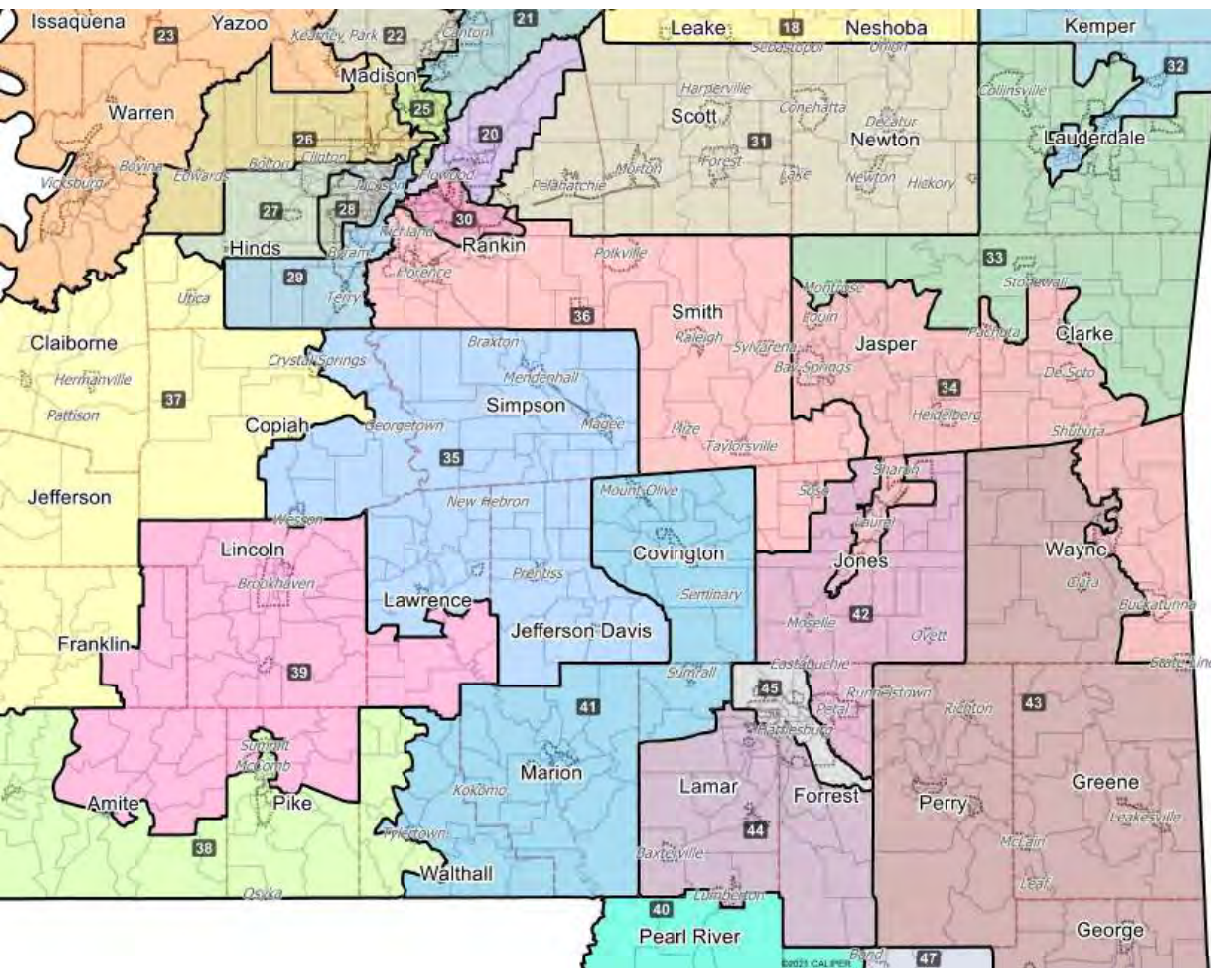 Issaquena
Yazoo
21
Leake
18
Neshoba
Kemper
23
Kearney Park
22
Canton
Sebastopol
Union
32
Madison
Collinsville
Warren
25
Harperville
Conehatta
Scott
Decatur
Lauderdale
26
20
31
Newton
Bovina
Bolton
Clinton
Edwards
Vicksburg
Jackson
Flowood
Pelahatchie
Morton
Forest
Lake
Newton
Hickory
27
28
30
Richland
Hinds
Byram
Rankin
Polkville
33
29
Florence
Utica
Terry
Montrose
Stonewall
36
Louin
Smith
Claiborne
Crystal Springs
Braxton
Raleigh
Sylvarena
Jasper
Pachuta
Clarke
Hermanville
Mendenhall
Bay Springs
De Soto
37
Simpson
34
Pattison
Copiah
Georgetown
Magee
Mize
Heidelberg
Taylorsville
Shubuta
35
Jefferson
New Hebron
Mount Olive
Soso
Sharon
Wesson
Laurel
Lincoln
Covington
Jones
Wayne
Brookhaven
Prentiss
Clara
Lawrence
Seminary
Buckatunna
Jefferson Davis
Moselle
42
Ovett
Franklin
39
Sumrall
Eastabuchie
State Line
45
Runnelstown
41
Petal
Richton
43
Hattiesburg
Summit
McComb
Marion
Kokomo
Lamar
Forrest
Greene
Amite
Pike
Perry
Leakesville
Tylertown
44
38
Baxterville
McLain
Walthall
Leaf
Osyka
Lumberton
40
Pearl River
George
©2021 CALIPER
Bond
47